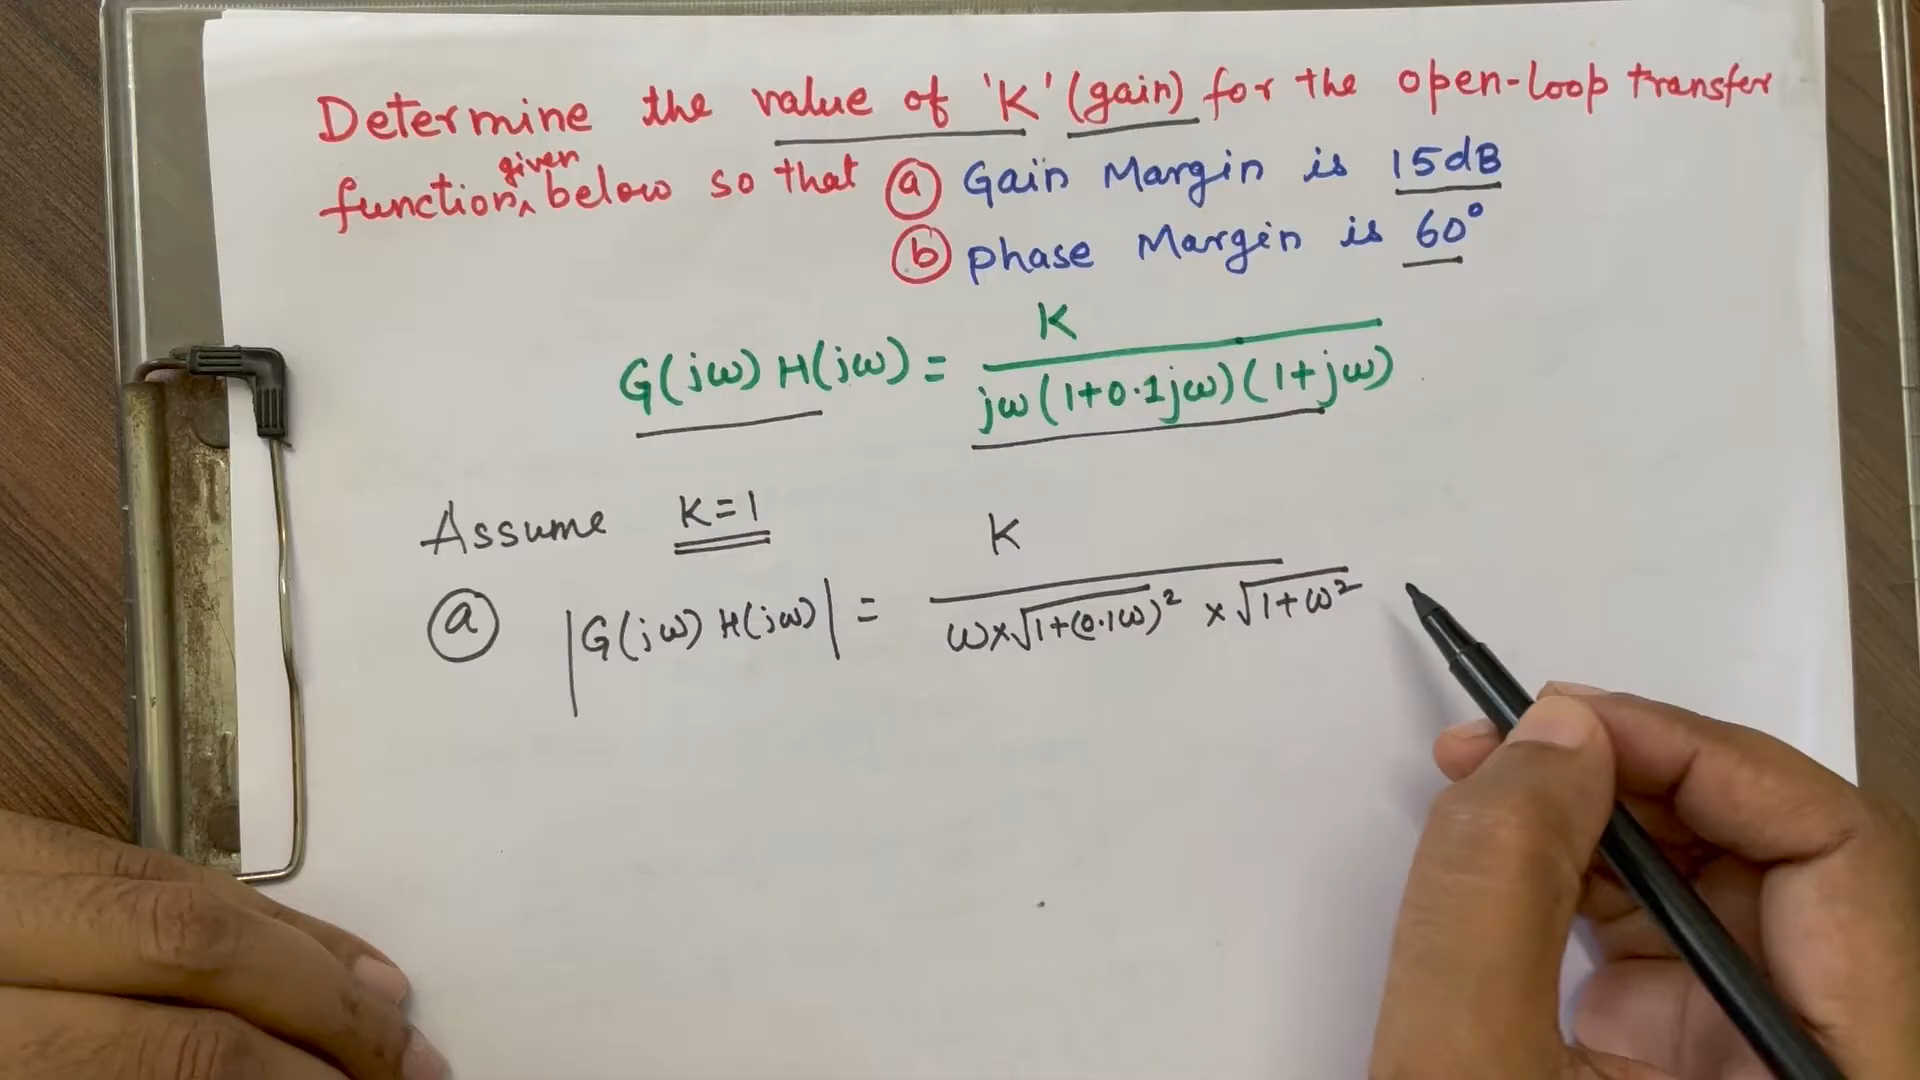 Determine the value of 'K' (gain) for the open-loop transfer
function given below so that (a) Gain Margin is 15dB
(b) phase Margin is 60°
G(jω) H(jω) = K / jω(1+0.1jω)(1+jω)
Assume K=1
(a) |G(jω) H(jω)| = K / ω×√1+(0.1ω)² ×√1+ω²